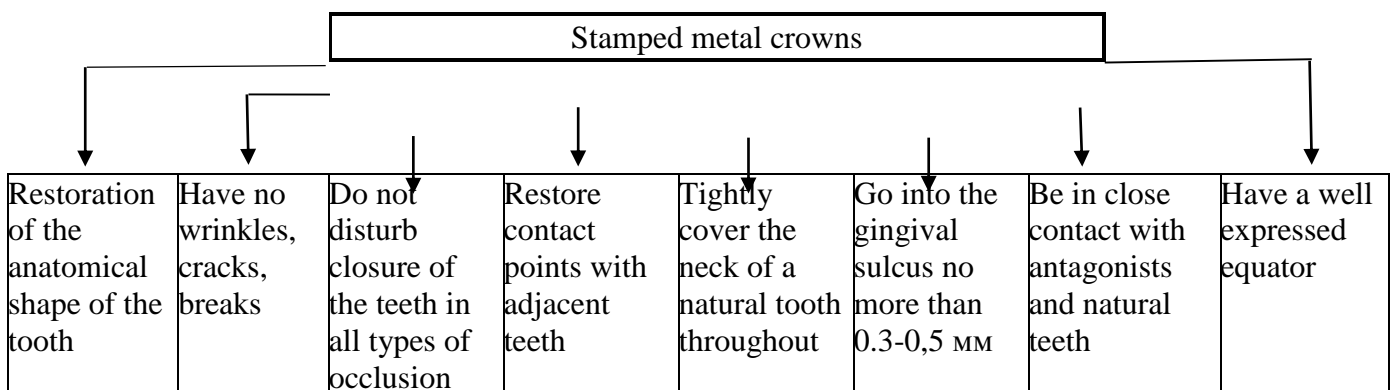 Stamped metal crowns
Restoration
of the
anatomical
shape of the
tooth
Have no
wrinkles,
cracks,
breaks
Do not
disturb
closure of
the teeth in
all types of
occlusion
Restore
contact
points with
adjacent
teeth
Tightly
cover the
neck of a
natural tooth
throughout
Go into the
gingival
sulcus no
more than
0.3-0,5 мм
Be in close
contact with
antagonists
and natural
teeth
Have a well
expressed
equator